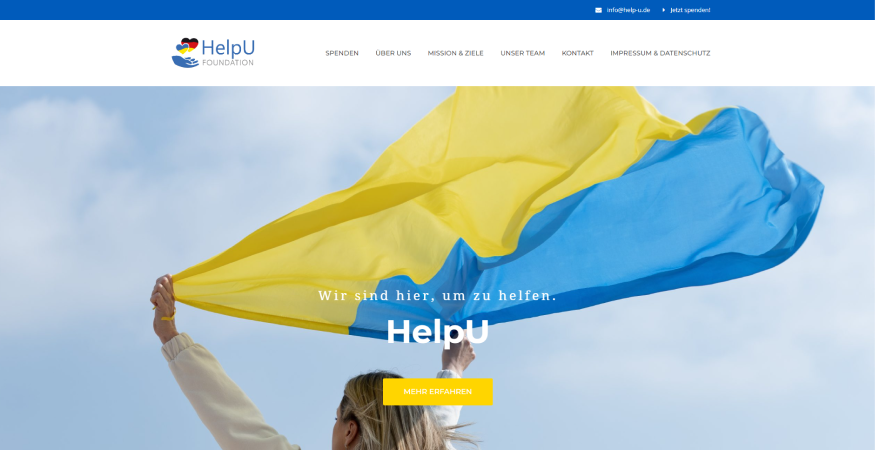 info@help-u.de Jetzt spenden!
HelpU
FOUNDATION
SPENDEN ÜBER UNS MISSION & ZIELE UNSER TEAM KONTAKT IMPRESSUM & DATENSCHUTZ
Wir sind hier, um zu helfen.
HelpU
MEHR ERFAHREN